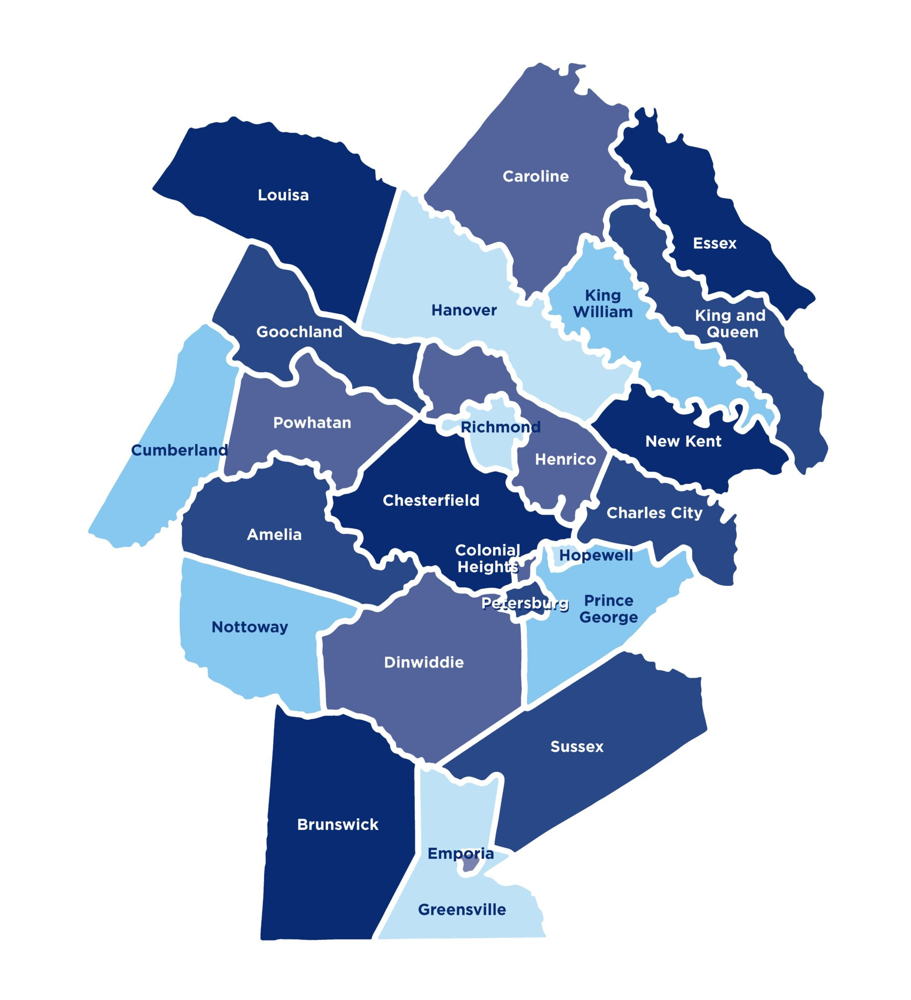 Caroline
Louisa
Essex
King
William
Hanover
King and
Queen
Goochland
Powhatan
Richmond
New Kent
Cumberland
Henrico
Chesterfield
Charles City
Amelia
Colonial
Heights
Hopewell
Petersburg
Prince
George
Nottoway
Dinwiddie
Sussex
Brunswick
Emporia
Greensville